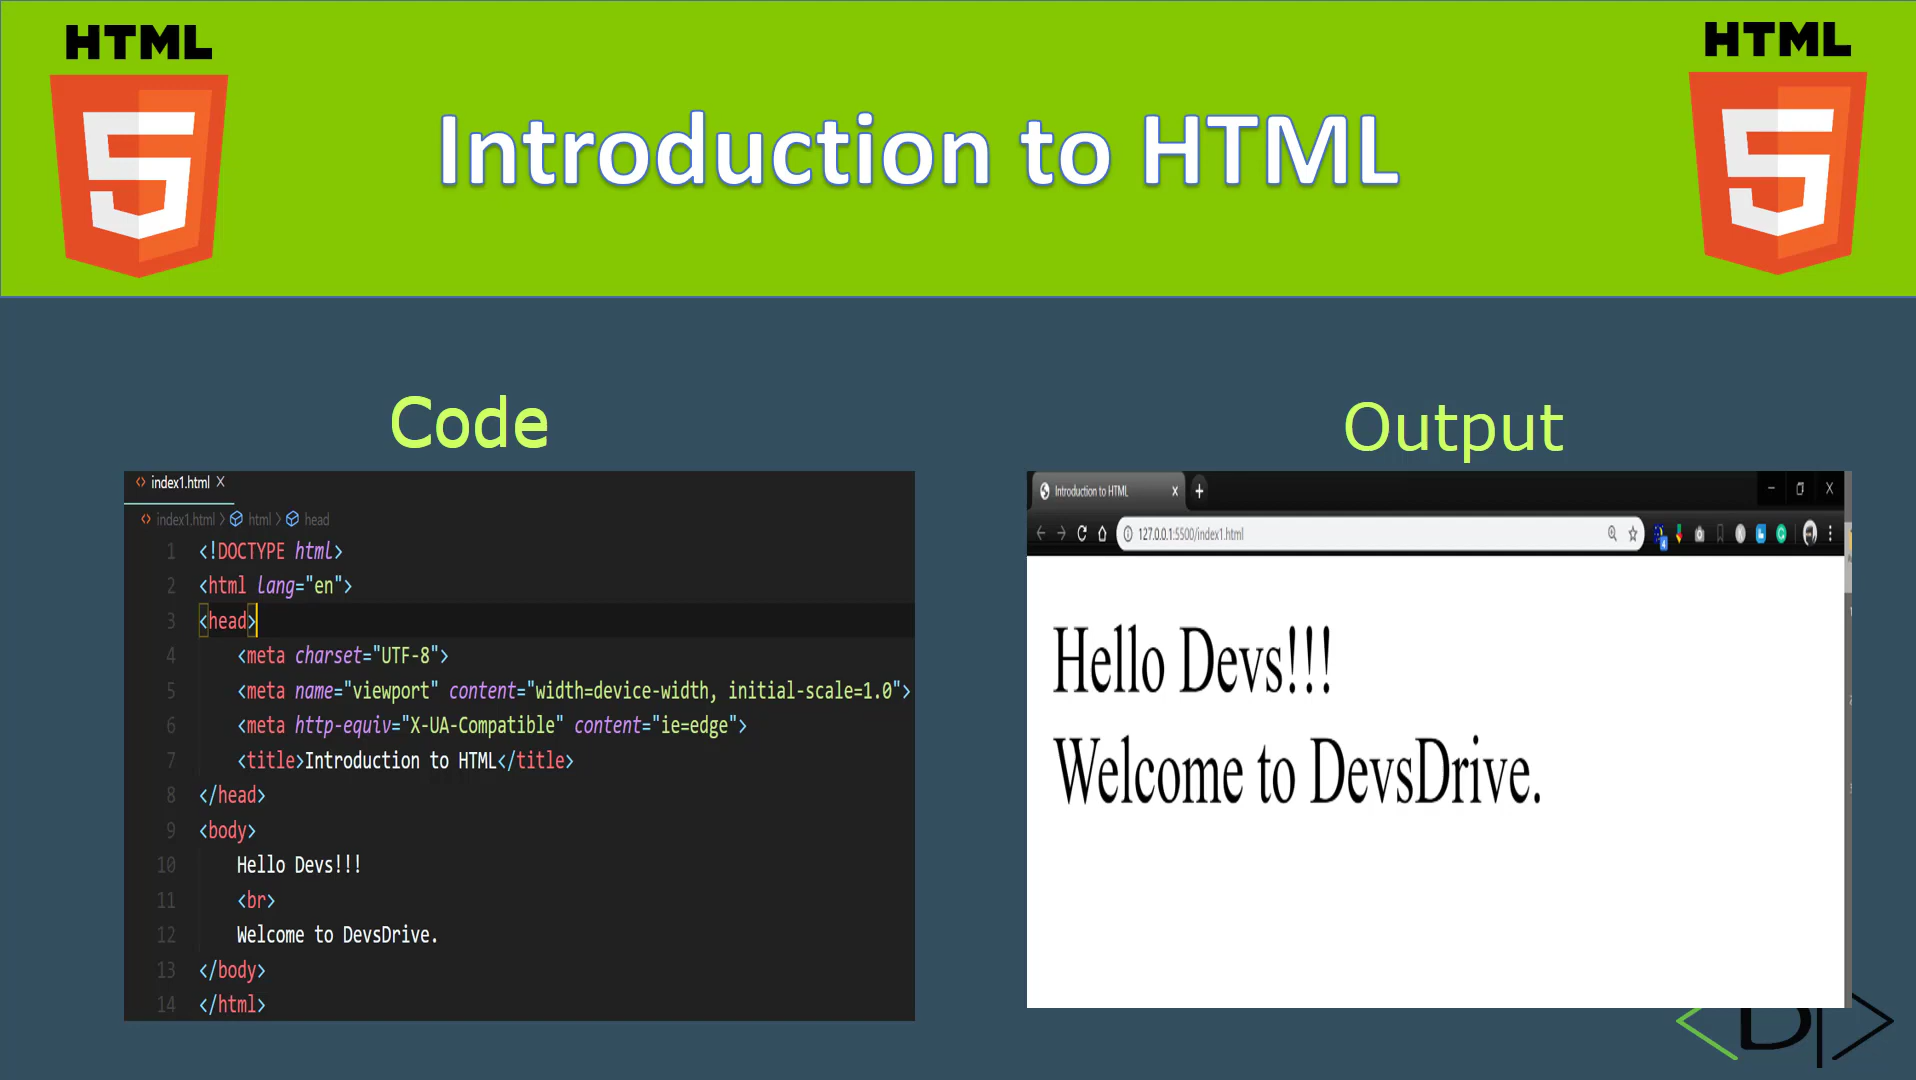 HTML
HTML
5
5
Introduction to HTML
Code
Output
index1.html X
index1.html > html > head
1 <!DOCTYPE html>
2 <html lang="en">
3 <head>
4 <meta charset="UTF-8">
5 <meta name="viewport" content="width=device-width, initial-scale=1.0">
6 <meta http-equiv="X-UA-Compatible" content="ie=edge">
7 <title>Introduction to HTML</title>
8 </head>
9 <body>
10 Hello Devs!!!
11 <br>
12 Welcome to DevsDrive.
13 </body>
14 </html>
Introduction to HTML
127.0.0.1:5500/index1.html
Hello Devs!!!
Welcome to DevsDrive.
<D|>